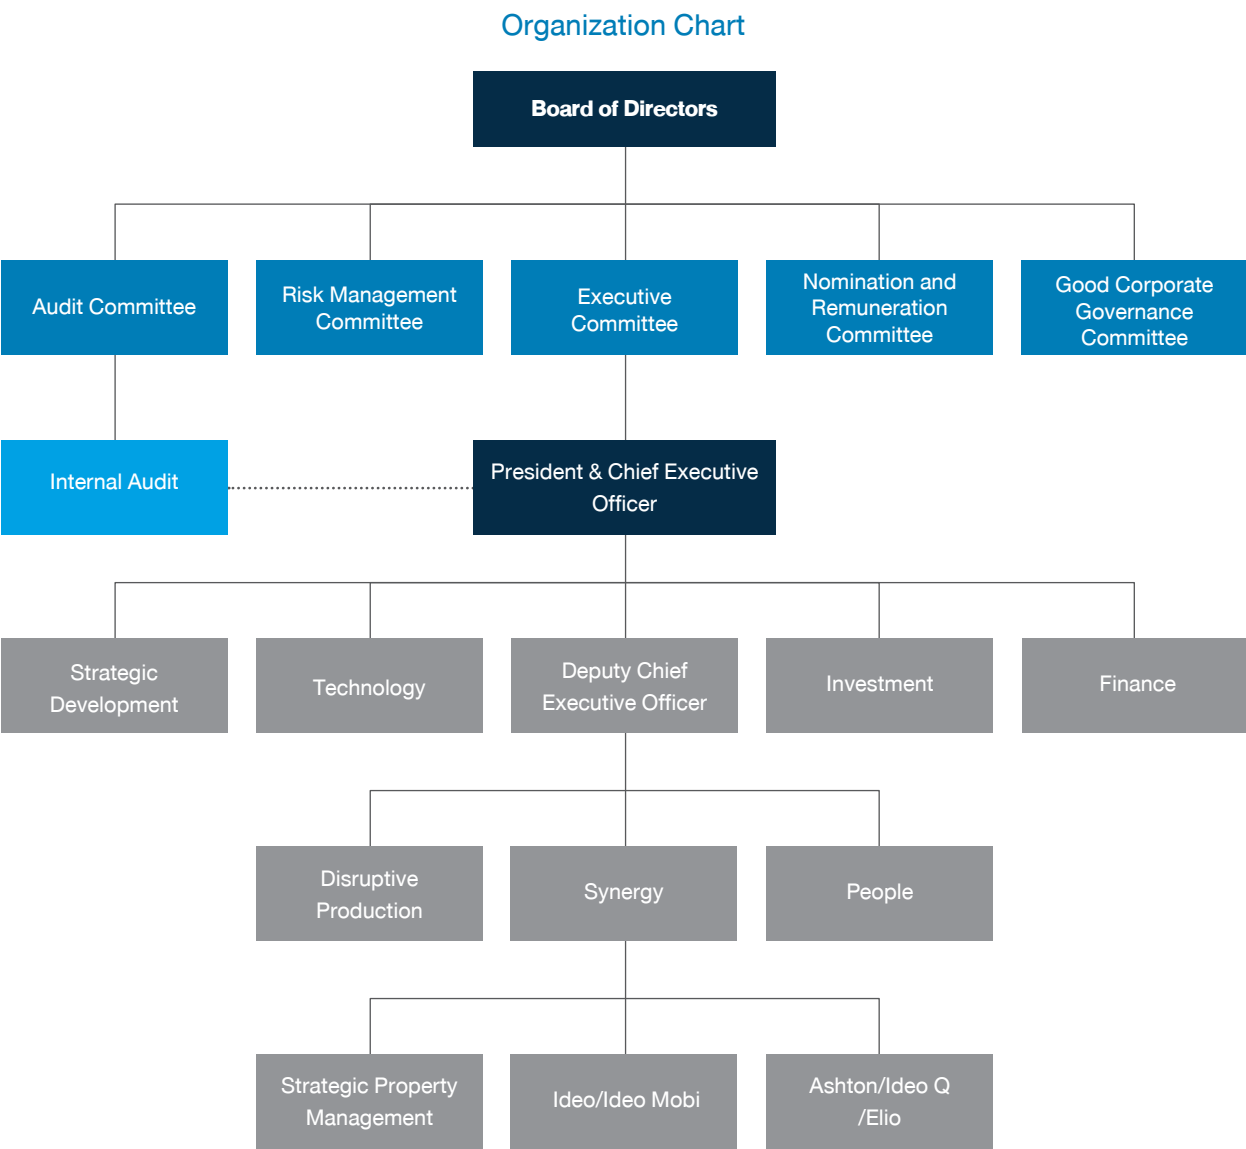 Organization Chart
Board of Directors
Audit Committee
Risk Management
Committee
Executive
Committee
Nomination and
Remuneration
Committee
Good Corporate
Governance
Committee
Internal Audit
President & Chief Executive
Officer
Strategic
Development
Technology
Deputy Chief
Executive Officer
Investment
Finance
Disruptive
Production
Synergy
People
Strategic Property
Management
Ideo/Ideo Mobi
Ashton/Ideo Q
/Elio